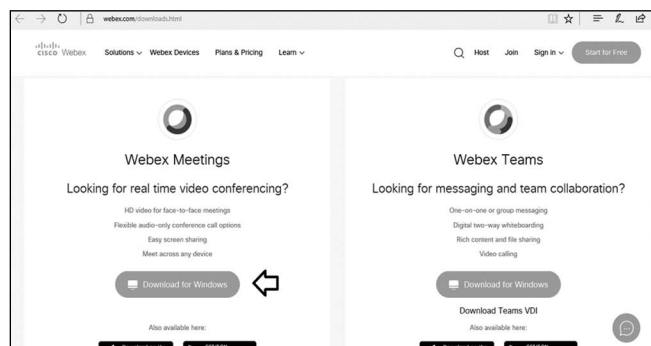 webex.com/downloads.html
CISCO Webex
Solutions
Webex Devices
Plans & Pricing
Learn
Host
Join
Sign in
Start for Free
Webex Meetings
Looking for real time video conferencing?
HD video for face-to-face meetings
Flexible audio-only conference call options
Easy screen sharing
Meet across any device
Download for Windows
Also available here:
Webex Teams
Looking for messaging and team collaboration?
One-on-one or group messaging
Digital two-way whiteboarding
Rich content and file sharing
Video calling
Download for Windows
Download Teams VDI
Also available here: